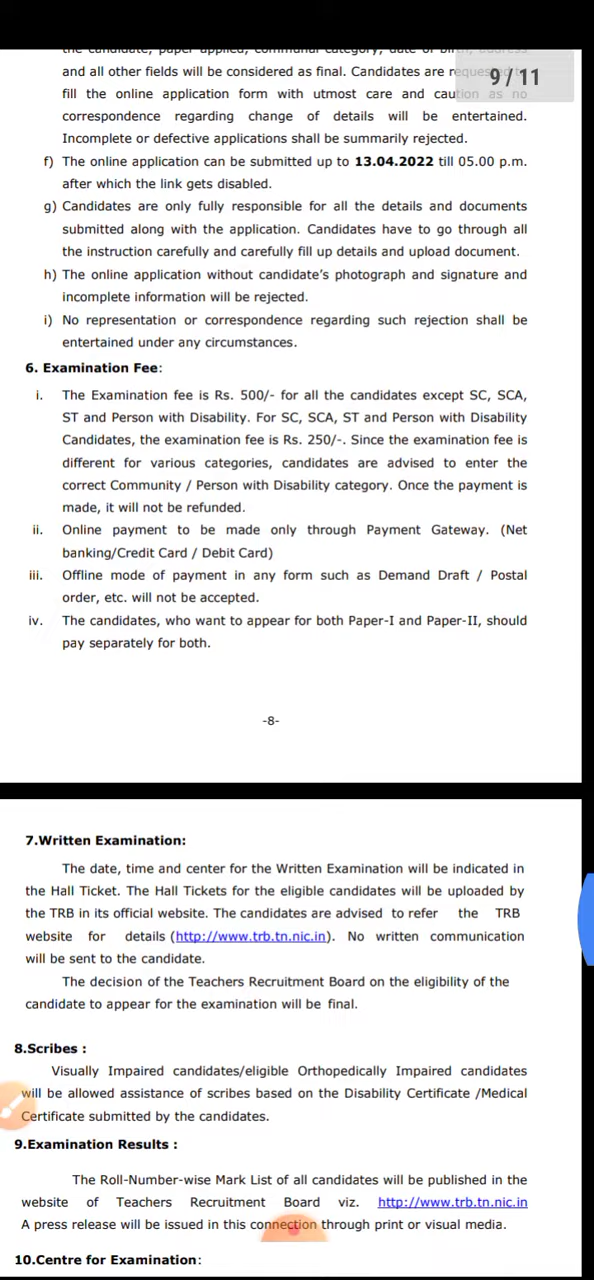 the candidate, paper applied, communal category, date of birth, address
9/11
and all other fields will be considered as final. Candidates are requested to
fill the online application form with utmost care and caution as no
correspondence regarding change of details will be entertained.
Incomplete or defective applications shall be summarily rejected.
f) The online application can be submitted up to 13.04.2022 till 05.00 p.m.
after which the link gets disabled.
g) Candidates are only fully responsible for all the details and documents
submitted along with the application. Candidates have to go through all
the instruction carefully and carefully fill up details and upload document.
h) The online application without candidate's photograph and signature and
incomplete information will be rejected.
i) No representation or correspondence regarding such rejection shall be
entertained under any circumstances.
6. Examination Fee:
i. The Examination fee is Rs. 500/- for all the candidates except SC, SCA,
ST and Person with Disability. For SC, SCA, ST and Person with Disability
Candidates, the examination fee is Rs. 250/-. Since the examination fee is
different for various categories, candidates are advised to enter the
correct Community / Person with Disability category. Once the payment is
made, it will not be refunded.
ii. Online payment to be made only through Payment Gateway. (Net
banking/Credit Card / Debit Card)
iii. Offline mode of payment in any form such as Demand Draft / Postal
order, etc. will not be accepted.
iv. The candidates, who want to appear for both Paper-I and Paper-II, should
pay separately for both.
-8-
7.Written Examination:
The date, time and center for the Written Examination will be indicated in
the Hall Ticket. The Hall Tickets for the eligible candidates will be uploaded by
the TRB in its official website. The candidates are advised to refer the TRB
website for details (http://www.trb.tn.nic.in). No written communication
will be sent to the candidate.
The decision of the Teachers Recruitment Board on the eligibility of the
candidate to appear for the examination will be final.
8.Scribes :
Visually Impaired candidates/eligible Orthopedically Impaired candidates
will be allowed assistance of scribes based on the Disability Certificate /Medical
Certificate submitted by the candidates.
9.Examination Results :
The Roll-Number-wise Mark List of all candidates will be published in the
website of Teachers Recruitment Board viz. http://www.trb.tn.nic.in
A press release will be issued in this connection through print or visual media.
10.Centre for Examination: